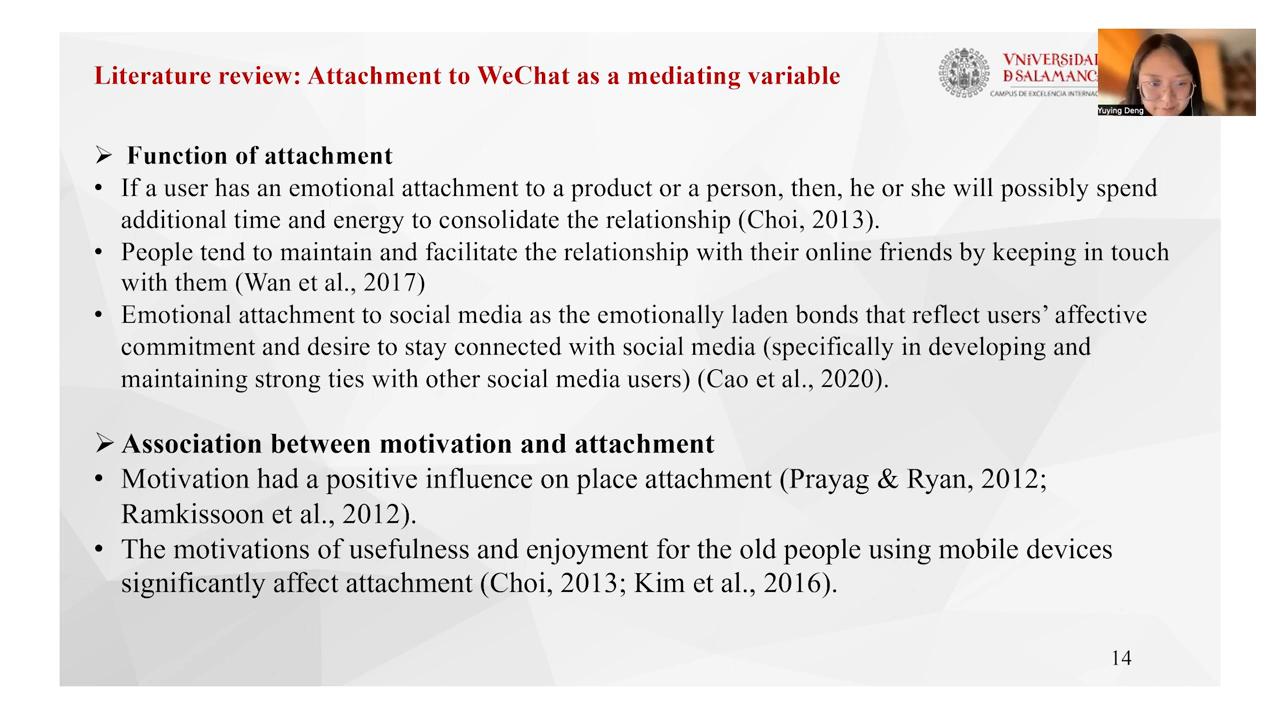 Literature review: Attachment to WeChat as a mediating variable
VNiVERSiDAD
D SALAMANCA
CAMPUS DE EXCELENCIA INTERNAC
Yuying Deng
➢ Function of attachment
• If a user has an emotional attachment to a product or a person, then, he or she will possibly spend
additional time and energy to consolidate the relationship (Choi, 2013).
• People tend to maintain and facilitate the relationship with their online friends by keeping in touch
with them (Wan et al., 2017)
• Emotional attachment to social media as the emotionally laden bonds that reflect users’ affective
commitment and desire to stay connected with social media (specifically in developing and
maintaining strong ties with other social media users) (Cao et al., 2020).
➢ Association between motivation and attachment
• Motivation had a positive influence on place attachment (Prayag & Ryan, 2012;
Ramkissoon et al., 2012).
• The motivations of usefulness and enjoyment for the old people using mobile devices
significantly affect attachment (Choi, 2013; Kim et al., 2016).
14